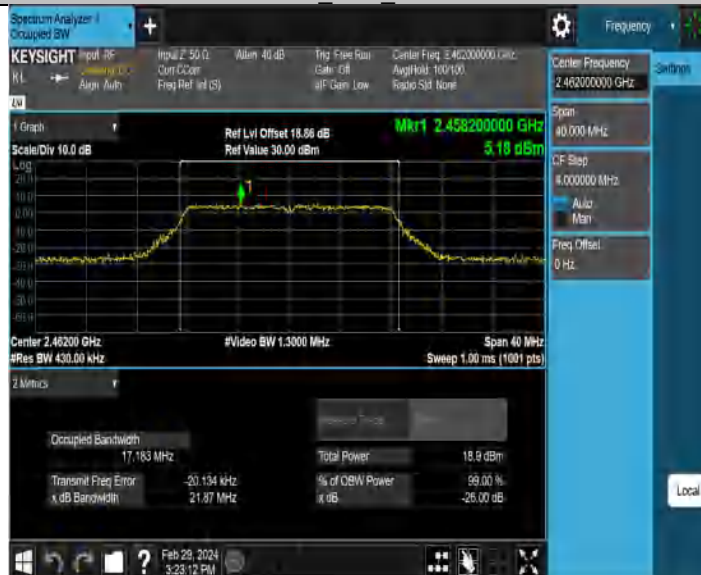 Spectrum Analyzer 1
Occupied BW
+
Frequency
KEYSIGHT Input: RF
Input Z: 50 Ω
Atten: 40 dB
Trig: Free Run
Center Freq: 2.462000000 GHz
Corr CCorr
Gate: Off
Avg|Hold: 100/100
Align: Auto
Freq Ref: Int (S)
#IF Gain: Low
Radio Std: None
Center Frequency
2.462000000 GHz
Settings
Span
40.000 MHz
CF Step
4.000000 MHz
Auto
Man
Freq Offset
0 Hz
1 Graph
Scale/Div 10.0 dB
Ref Lvl Offset 18.86 dB
Ref Value 30.00 dBm
Mkr1 2.458200000 GHz
5.18 dBm
Log
1
Center 2.46200 GHz
#Video BW 1.3000 MHz
Span 40 MHz
#Res BW 430.00 kHz
Sweep 1.00 ms (1001 pts)
2 Metrics
Occupied Bandwidth
17.183 MHz
Total Power 18.9 dBm
Transmit Freq Error -20.134 kHz
% of OBW Power 99.00 %
x dB Bandwidth 21.87 MHz
x dB -26.00 dB
Local
?
Feb 29, 2024
3:23:12 PM